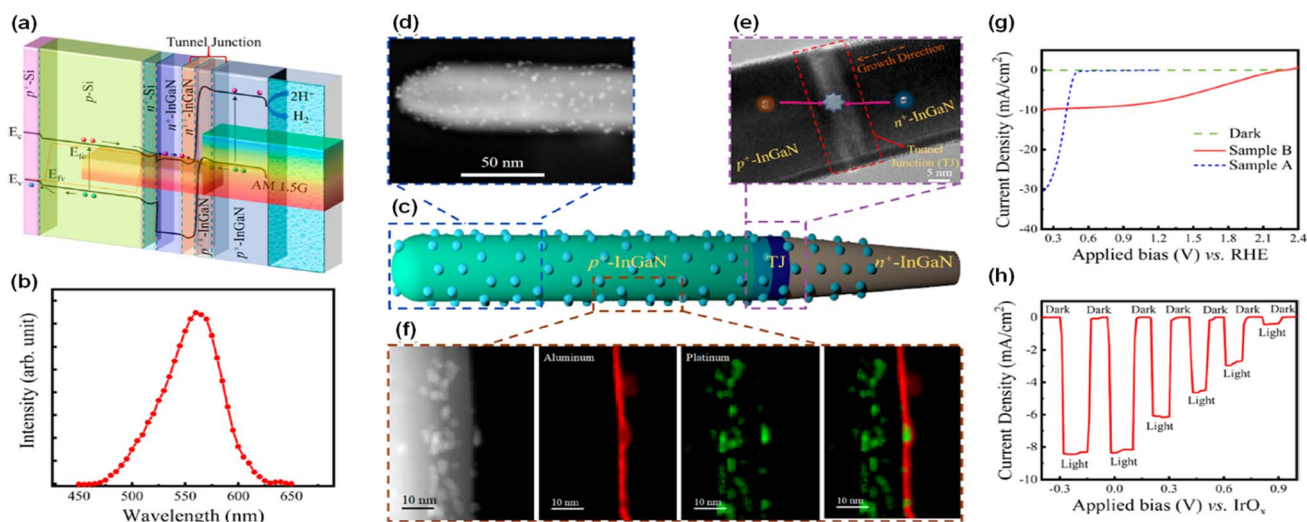 (a)
Tunnel Junction
p⁺-Si
p-Si
n⁺-Si
n⁺-InGaN
n⁺⁺-InGaN
p⁺⁺-InGaN
p⁺-InGaN
2H⁺
H₂
E_c
E_fe
E_v
E_fv
AM 1.5G
(b)
Intensity (arb. unit)
450 500 550 600 650
Wavelength (nm)
(d)
50 nm
(e)
Growth Direction
n⁺-InGaN
p⁺-InGaN
Tunnel
Junction (TJ)
5 nm
(c)
p⁺-InGaN
TJ
n⁺-InGaN
(f)
Aluminum
Platinum
10 nm
10 nm
10 nm
10 nm
(g)
Current Density (mA/cm²)
0
-10
-20
-30
-40
Dark
Sample B
Sample A
0.3 0.6 0.9 1.2 1.5 1.8 2.1 2.4
Applied bias (V) vs. RHE
(h)
Current Density (mA/cm²)
0
-2
-4
-6
-8
-10
Dark Dark Dark Dark Dark Dark Dark
Light
Light
Light
Light
Light
Light
-0.3 0.0 0.3 0.6 0.9
Applied bias (V) vs. IrOₓ